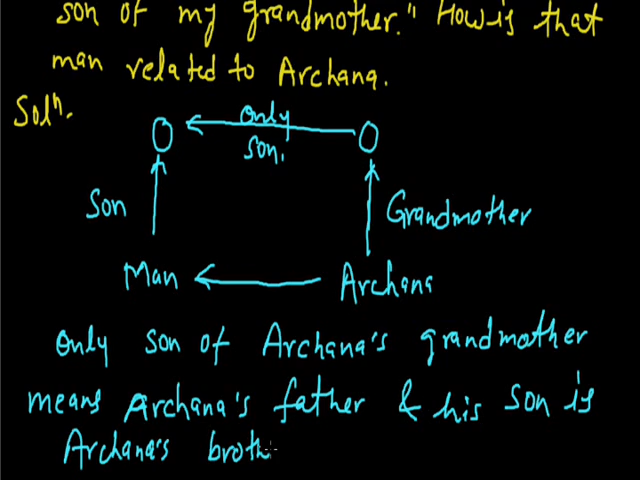 son of my grandmother." How is that
man related to Archana.
Solⁿ.
only
son.
Son
Grandmother
Man
Archana
Only son of Archana's grandmother
means Archana's father & his son is
Archana's broth